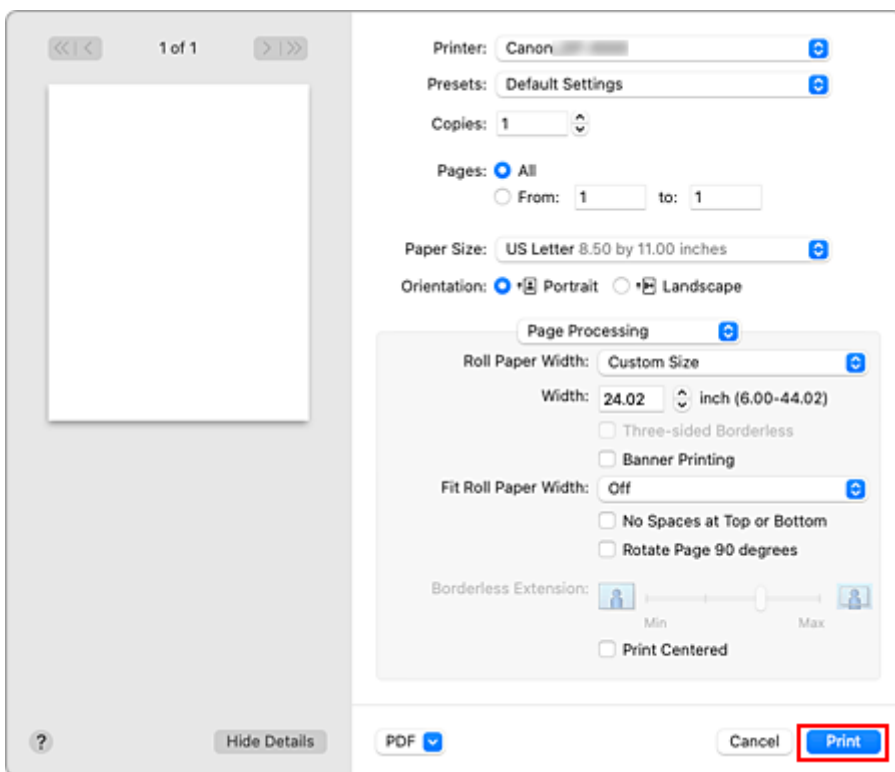 1 of 1
Printer: Canon
Presets: Default Settings
Copies: 1
Pages: All
From: 1 to: 1
Paper Size: US Letter 8.50 by 11.00 inches
Orientation: Portrait Landscape
Page Processing
Roll Paper Width: Custom Size
Width: 24.02 inch (6.00-44.02)
Three-sided Borderless
Banner Printing
Fit Roll Paper Width: Off
No Spaces at Top or Bottom
Rotate Page 90 degrees
Borderless Extension:
Min Max
Print Centered
? Hide Details PDF Cancel Print